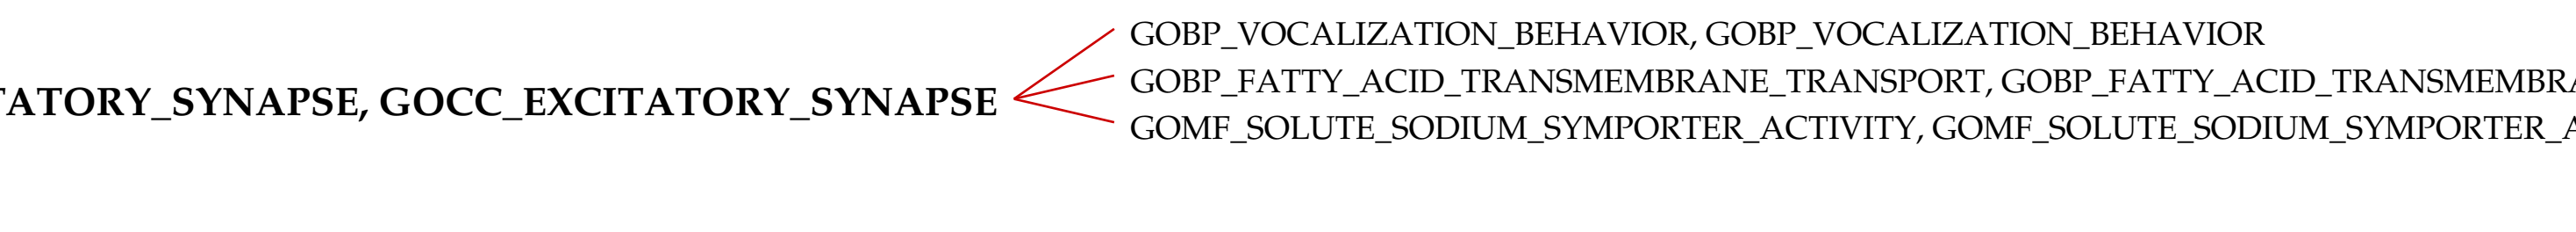 TATORY_SYNAPSE, GOCC_EXCITATORY_SYNAPSE
GOBP_VOCALIZATION_BEHAVIOR, GOBP_VOCALIZATION_BEHAVIOR
GOBP_FATTY_ACID_TRANSMEMBRANE_TRANSPORT, GOBP_FATTY_ACID_TRANSMEMBRA
GOMF_SOLUTE_SODIUM_SYMPORTER_ACTIVITY, GOMF_SOLUTE_SODIUM_SYMPORTER_A